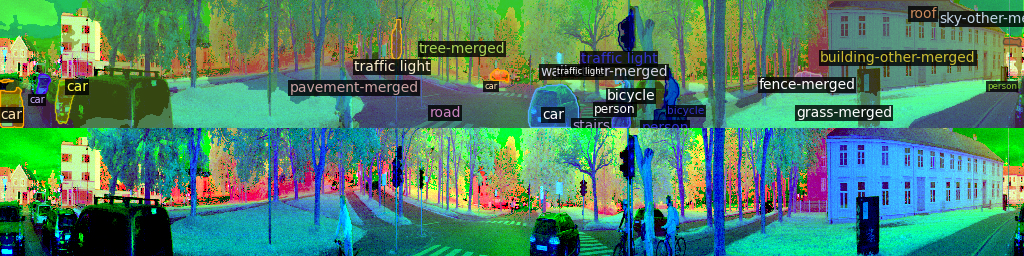 roof
sky-other-me
tree-merged
traffic light
building-other-merged
traffic light
traffic light
r-merged
car
car
car
car
pavement-merged
fence-merged
person
bicycle
person
bicycle
road
car
grass-merged
stairs
person